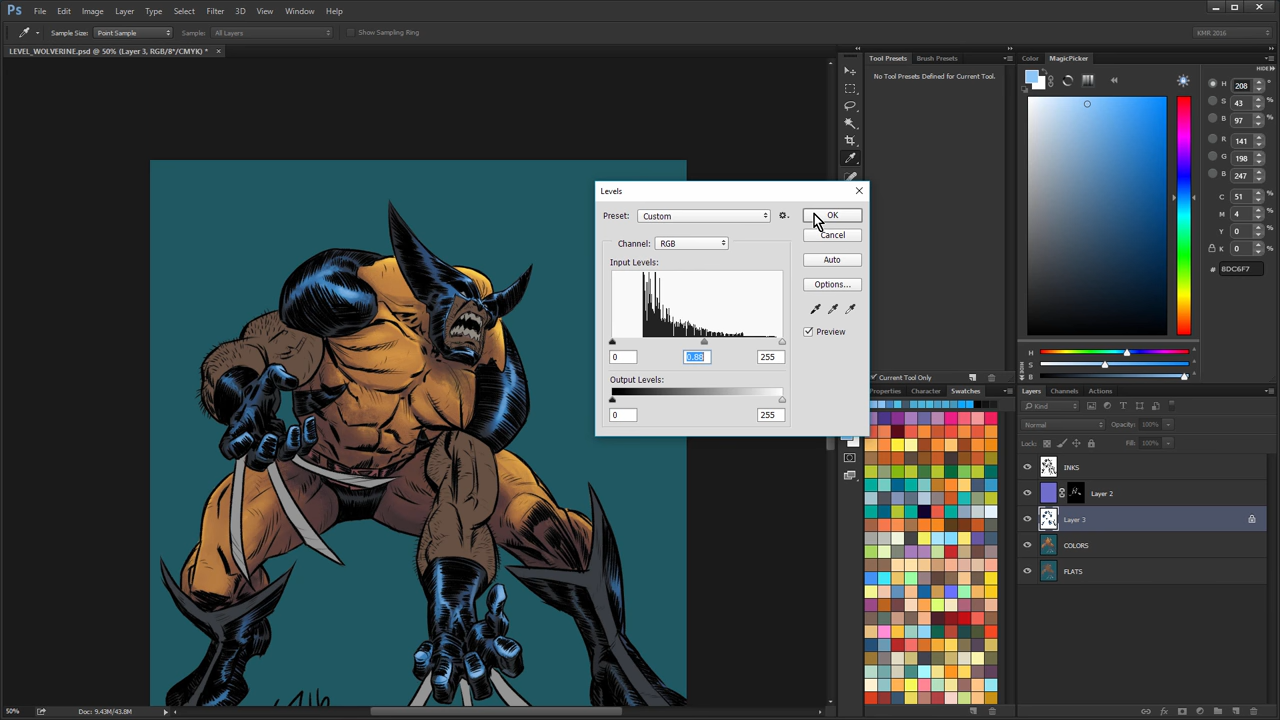 Ps File Edit Image Layer Type Select Filter 3D View Window Help
Sample Size: Point Sample Sample: All Layers Show Sampling Ring KMR 2016
LEVEL_WOLVERINE.psd @ 50% (Layer 3, RGB/8*/CMYK) * ×
Tool Presets Brush Presets
No Tool Presets Defined for Current Tool.
Current Tool Only
Color MagicPicker
HIDE
H 208 °
S 43 %
B 97 %
R 141
G 198
B 247
C 51 %
M 4 %
Y 0 %
K 0 %
# 8DC6F7
H
S
B
Levels
Preset: Custom
OK
Cancel
Channel: RGB
Auto
Input Levels:
Options...
Preview
0 0.88 255
Output Levels:
0 255
Properties Character Swatches
Layers Channels Actions
Kind
Normal Opacity: 100%
Lock: Fill: 100%
INKS
Layer 2
Layer 3
COLORS
FLATS
50% Doc: 9.43M/43.8M